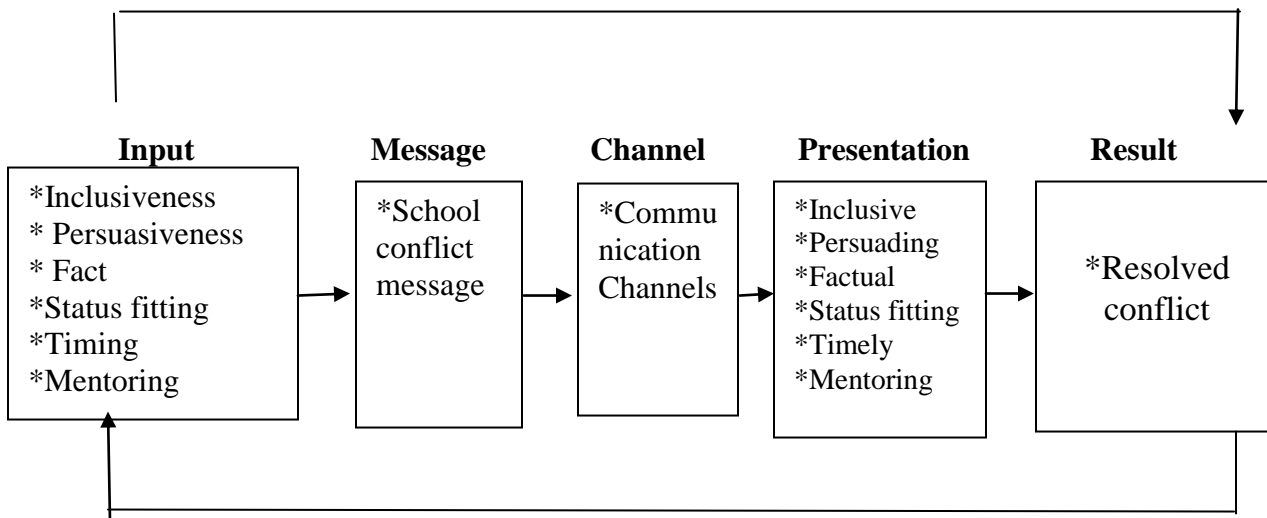 Input
*Inclusiveness
* Persuasiveness
* Fact
*Status fitting
*Timing
*Mentoring
Message
*School
conflict
message
Channel
*Commu
nication
Channels
Presentation
*Inclusive
*Persuading
*Factual
*Status fitting
*Timely
*Mentoring
Result
*Resolved
conflict